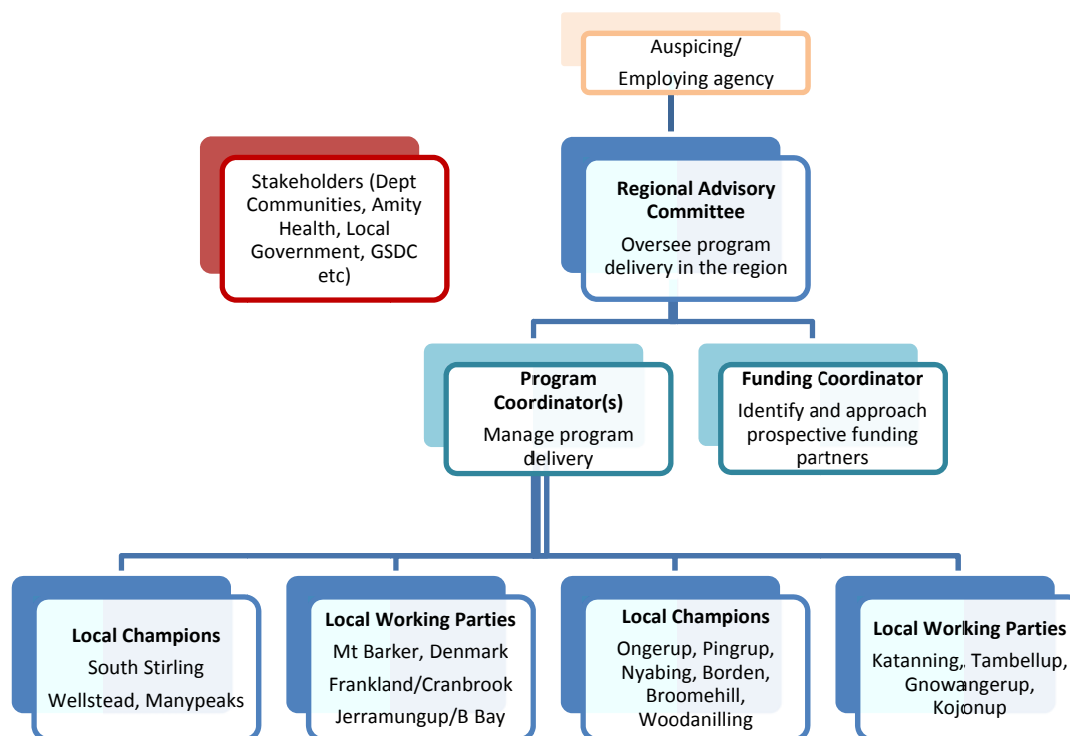 Auspicing/
Employing agency
Stakeholders (Dept
Communities, Amity
Health, Local
Government, GSDC
etc)
Regional Advisory
Committee
Oversee program
delivery in the region
Program
Coordinator(s)
Manage program
delivery
Funding Coordinator
Identify and approach
prospective funding
partners
Local Champions
South Stirling
Wellstead, Manypeaks
Local Working Parties
Mt Barker, Denmark
Frankland/Cranbrook
Jerramungup/B Bay
Local Champions
Ongerup, Pingrup,
Nyabing, Borden,
Broomehill,
Woodanilling
Local Working Parties
Katanning, Tambellup,
Gnowangerup,
Kojonup